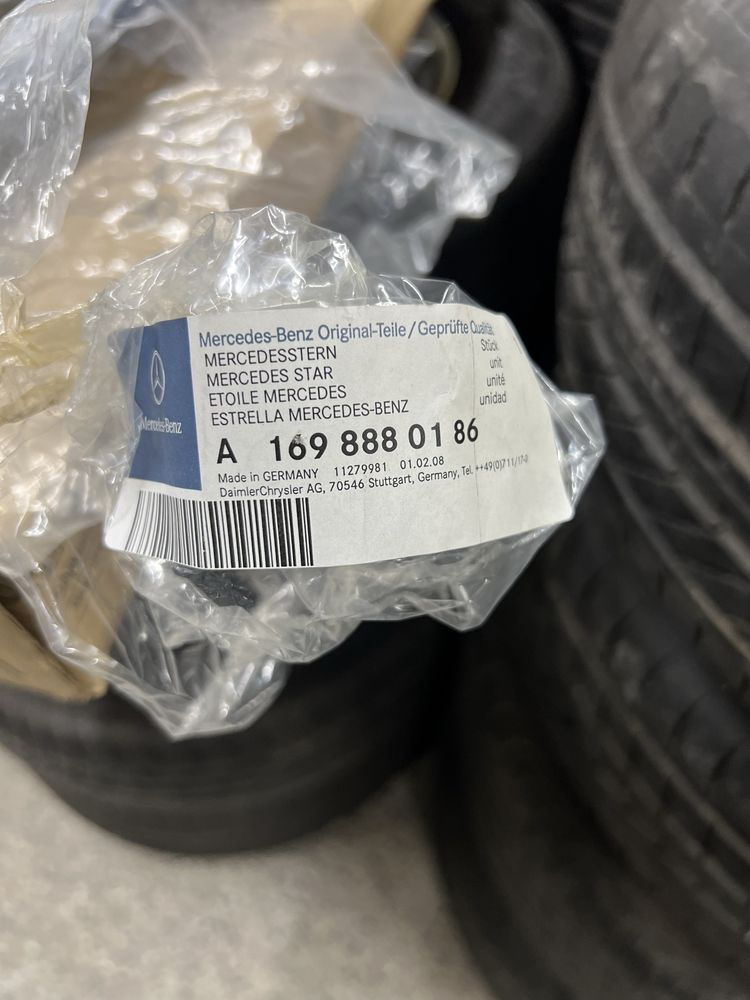 Mercedes-Benz
Mercedes-Benz Original-Teile/Geprüfte Qualität
MERCEDESSTERN
MERCEDES STAR
ETOILE MERCEDES
ESTRELLA MERCEDES-BENZ
Stück
unit
unité
unidad
A 169 888 01 86
Made in GERMANY 11279981 01.02.08
DaimlerChrysler AG, 70546 Stuttgart, Germany, Tel. ++49(0)711/17-0